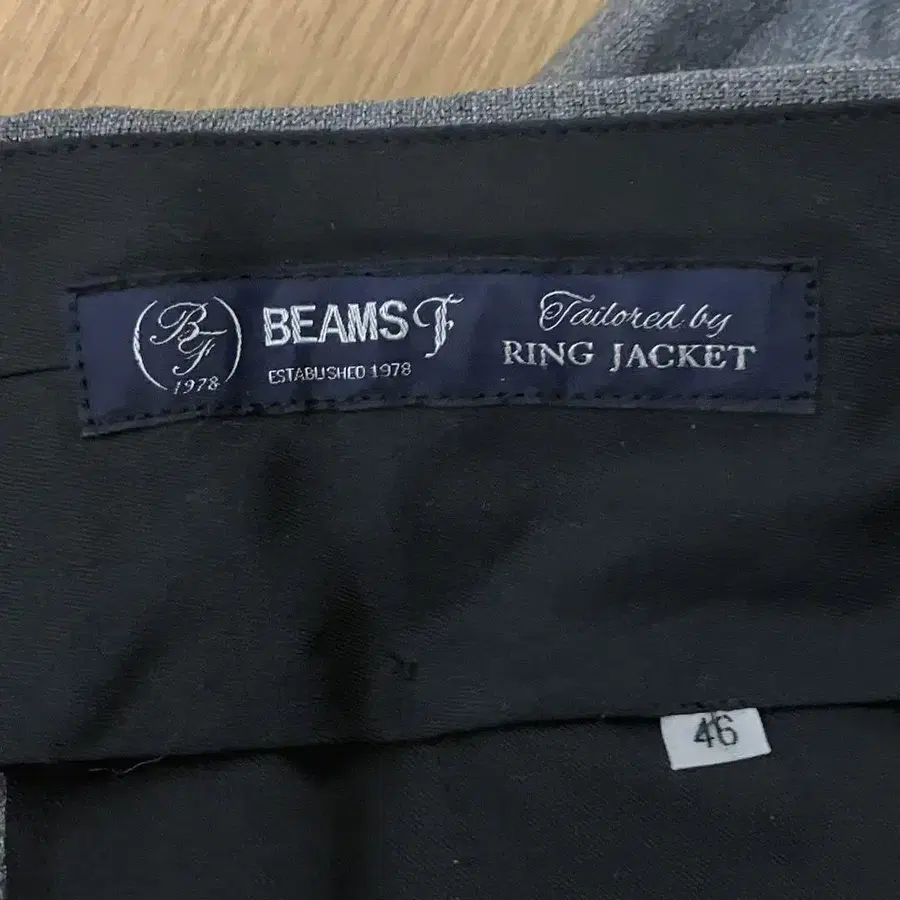 BF
1978
BEAMS F
ESTABLISHED 1978
Tailored by
RING JACKET
46